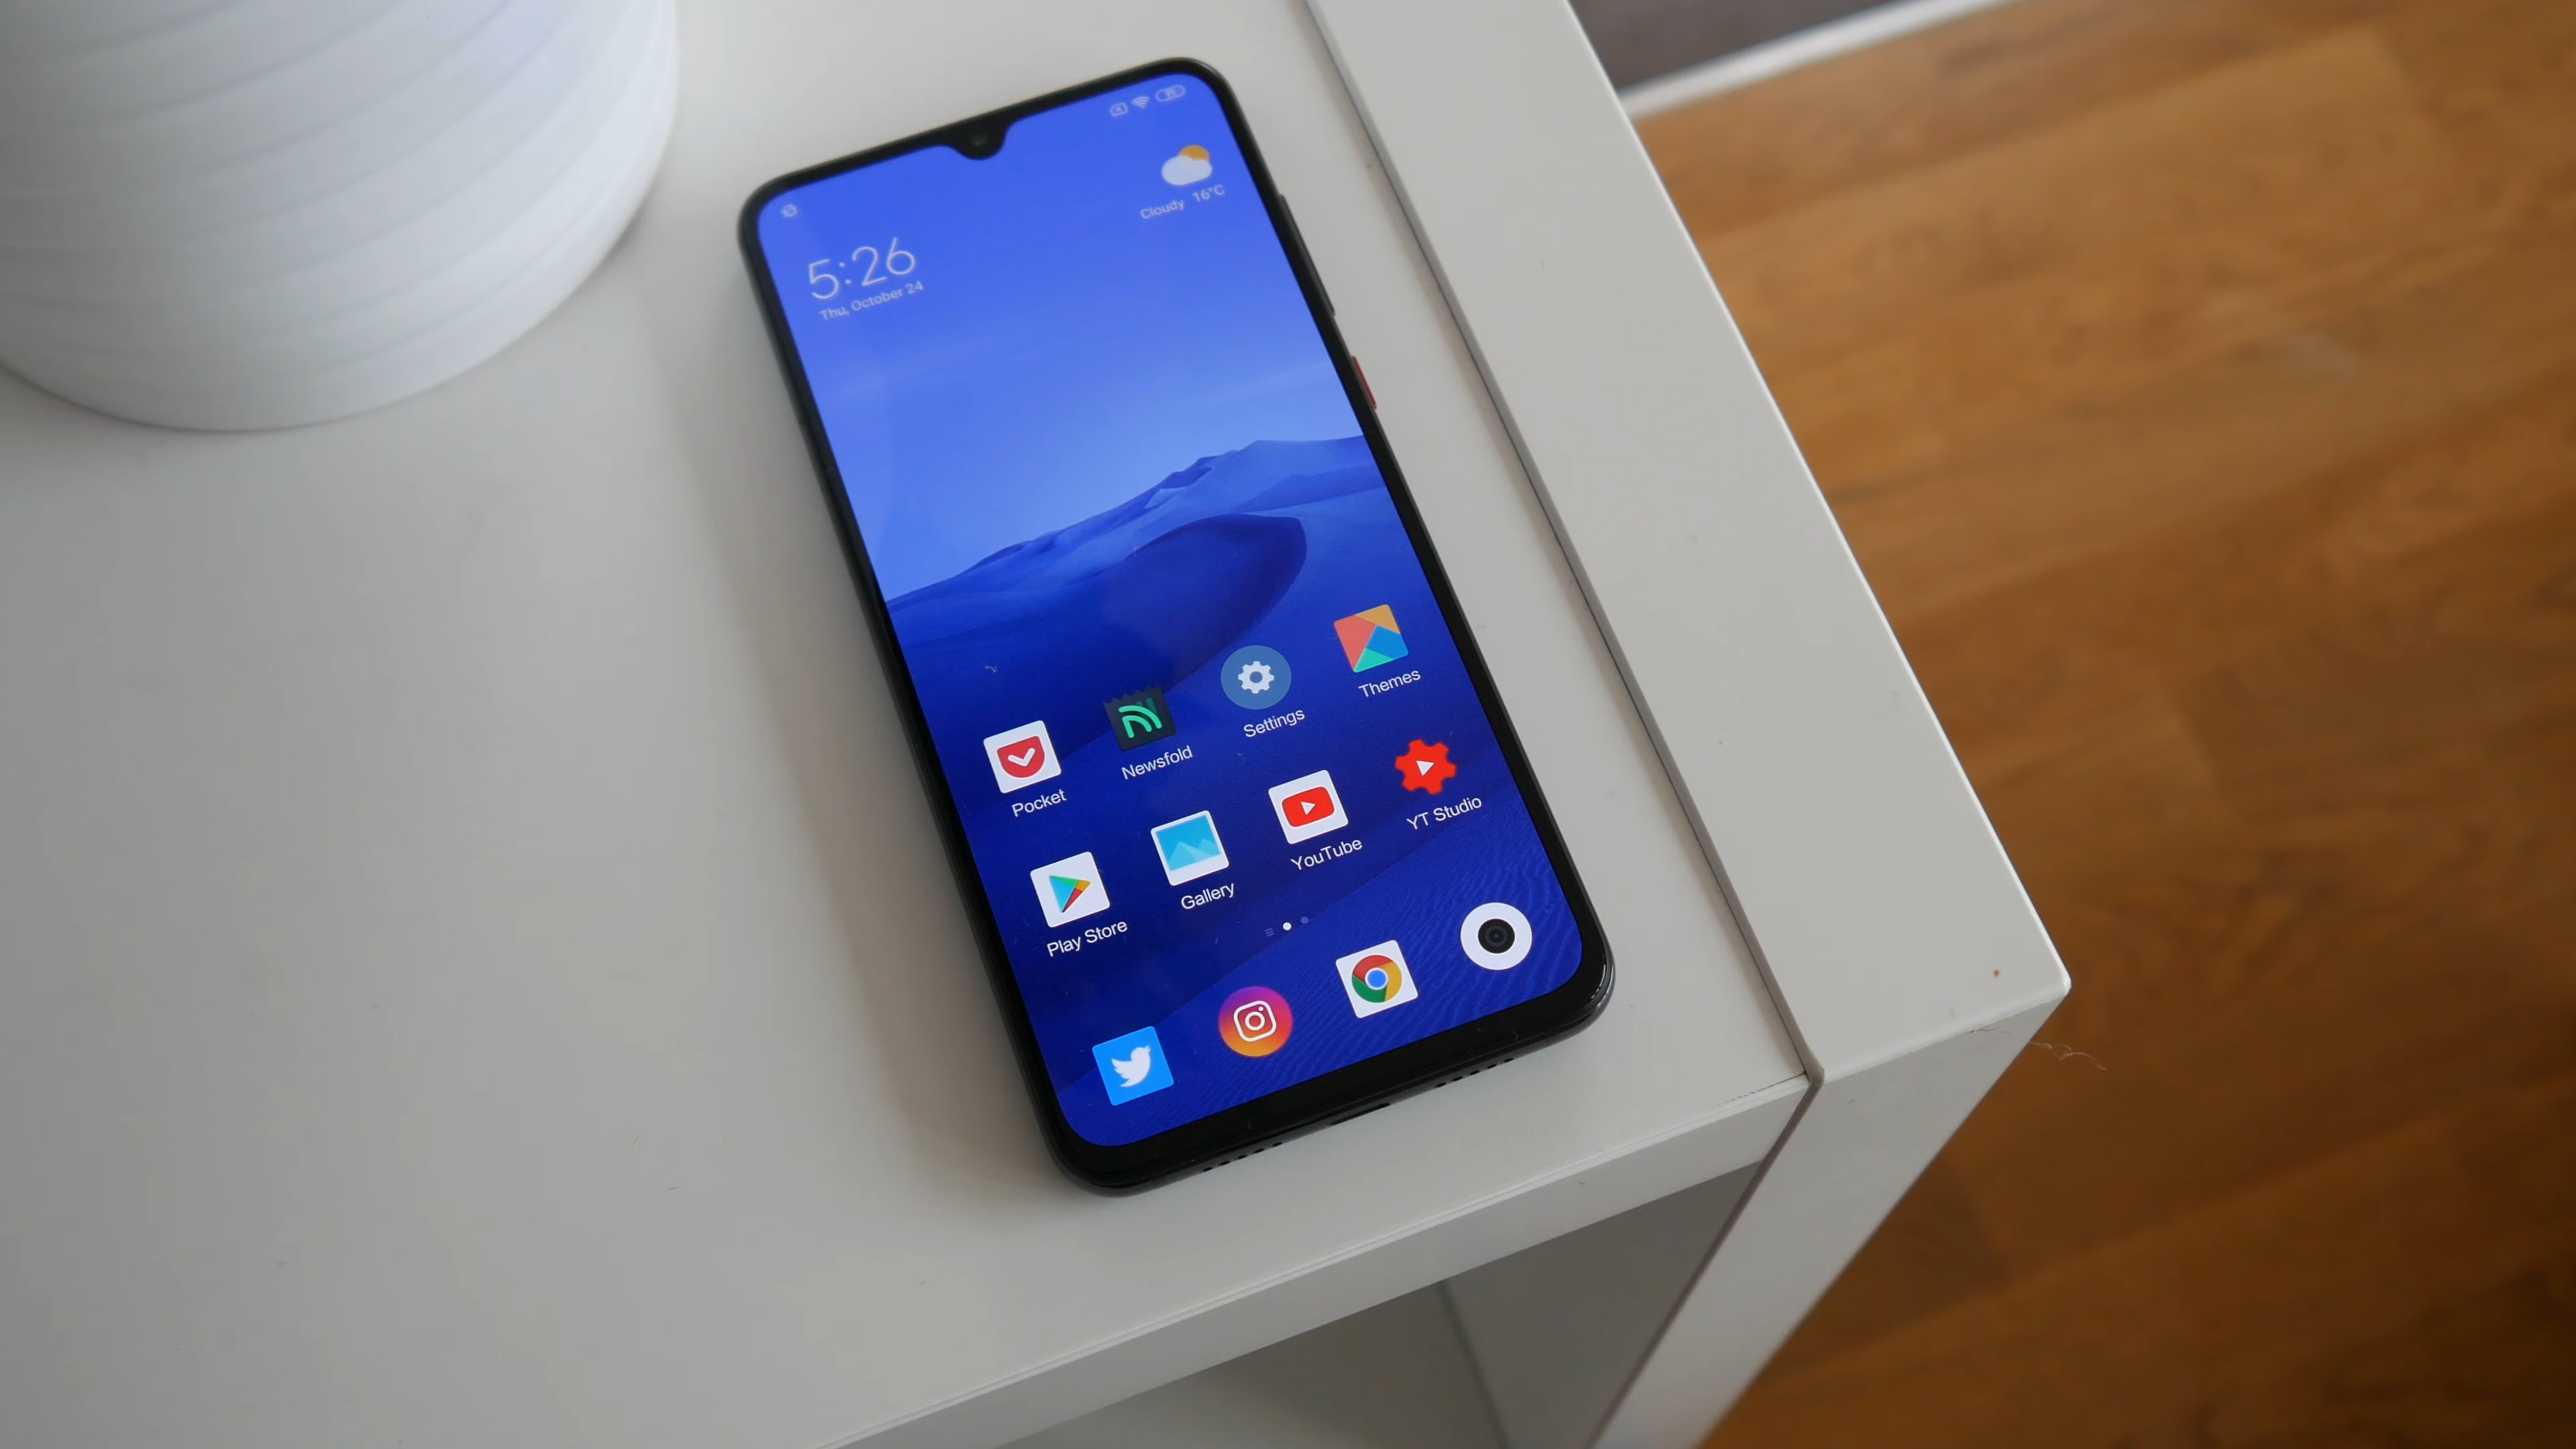 Cloudy 16°C
5:26
Thu, October 24
Pocket
Newsfold
Settings
Themes
Play Store
Gallery
YouTube
YT Studio